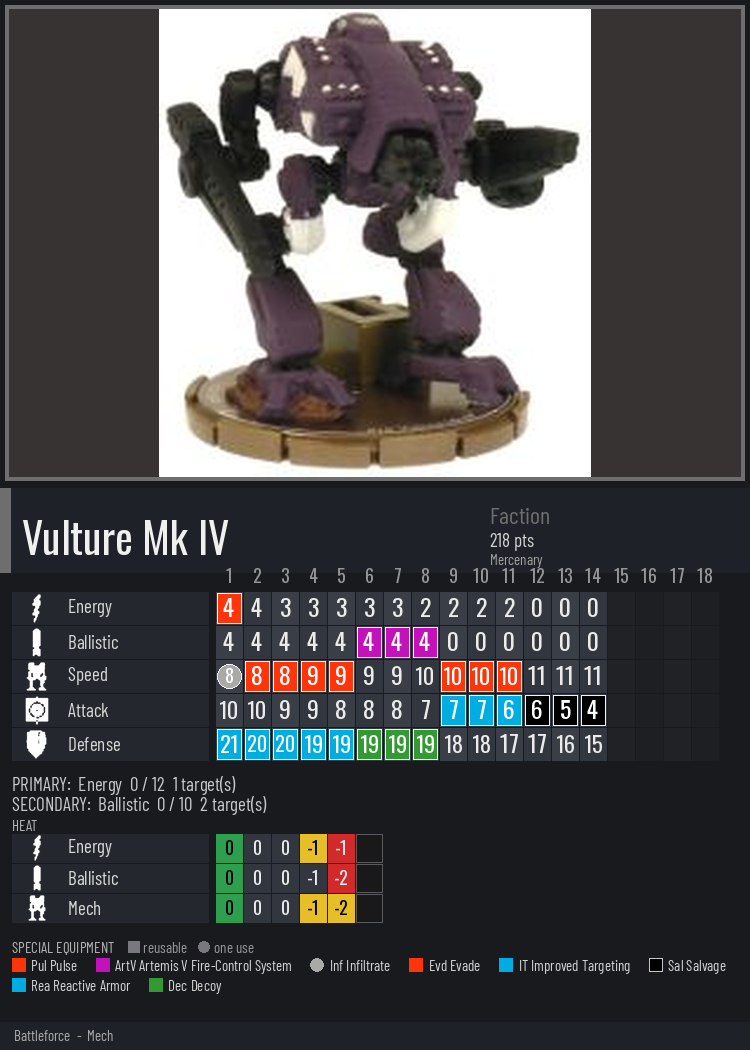 Vulture Mk IV
Faction
218 pts
Mercenary
1 2 3 4 5 6 7 8 9 10 11 12 13 14 15 16 17 18
Energy 4 4 3 3 3 3 3 2 2 2 2 0 0 0
Ballistic 4 4 4 4 4 4 4 4 0 0 0 0 0 0
Speed 8 8 8 9 9 9 9 10 10 10 10 11 11 11
Attack 10 10 9 9 8 8 8 7 7 7 6 6 5 4
Defense 21 20 20 19 19 19 19 19 18 18 17 17 16 15
PRIMARY: Energy 0 / 12 1 target(s)
SECONDARY: Ballistic 0 / 10 2 target(s)
HEAT
Energy 0 0 0 -1 -1
Ballistic 0 0 0 -1 -2
Mech 0 0 0 -1 -2
SPECIAL EQUIPMENT reusable one use
Pul Pulse ArtV Artemis V Fire-Control System Inf Infiltrate Evd Evade IT Improved Targeting Sal Salvage
Rea Reactive Armor Dec Decoy
Battleforce - Mech